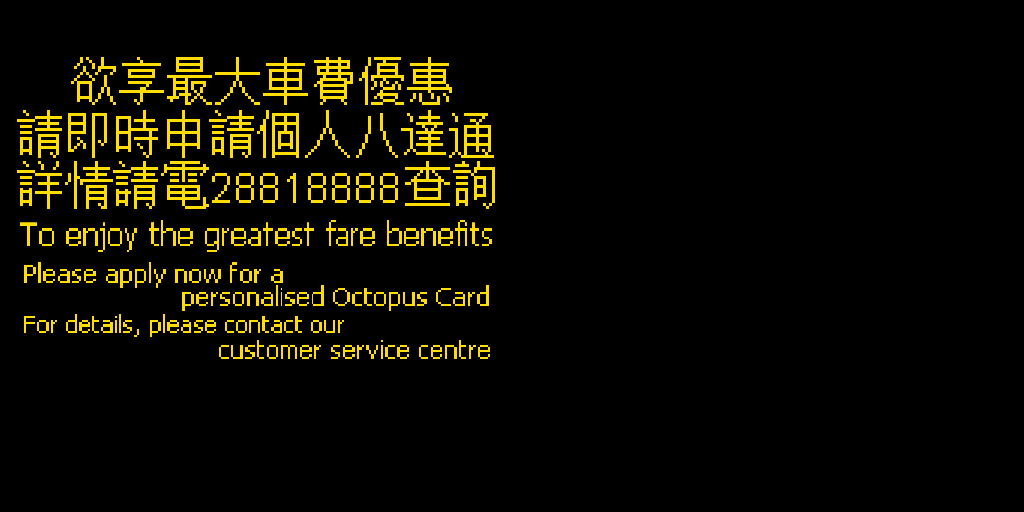 欲享最大車費優惠
請即時申請個人八達通
詳情請電28818888查詢
To enjoy the greatest fare benefits
Please apply now for a
personalised Octopus Card
For details, please contact our
customer service centre